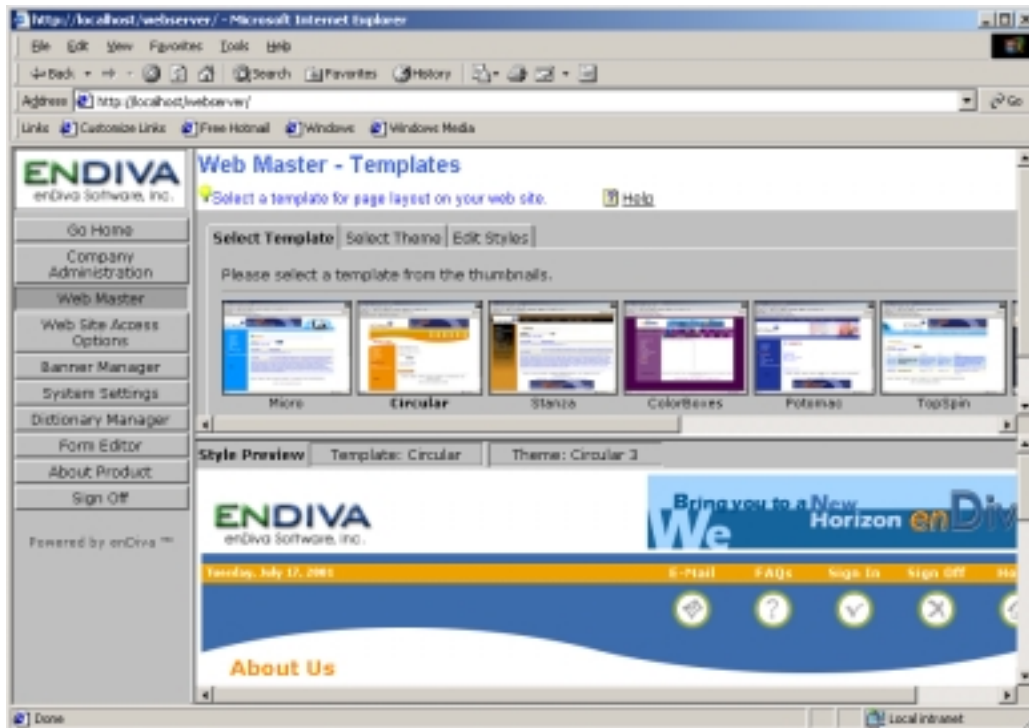 http://localhost/webserver/ - Microsoft Internet Explorer
File Edit View Favorites Tools Help
Back Search Favorites History
Address http://localhost/webserver/ Go
Links Customize Links Free Hotmail Windows Windows Media
ENDIVA
enDiva Software, Inc.
Go Home
Company
Administration
Web Master
Web Site Access
Options
Banner Manager
System Settings
Dictionary Manager
Form Editor
About Product
Sign Off
Powered by enDiva ™
Web Master - Templates
Select a template for page layout on your web site. Help
Select Template Select Theme Edit Styles
Please select a template from the thumbnails.
Micro Circular Stanza ColorBoxes Potomac TopSpin
Style Preview Template: Circular Theme: Circular 3
ENDIVA
enDiva Software, Inc.
Bring you to a New
We Horizon enDiv
Tuesday, July 17, 2001 E-Mail FAQs Sign In Sign Off Ho
About Us
Done Local intranet